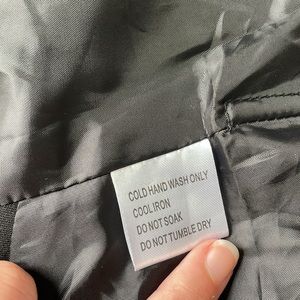 COLD HAND WASH ONLY
COOL IRON
DO NOT SOAK
DO NOT TUMBLE DRY